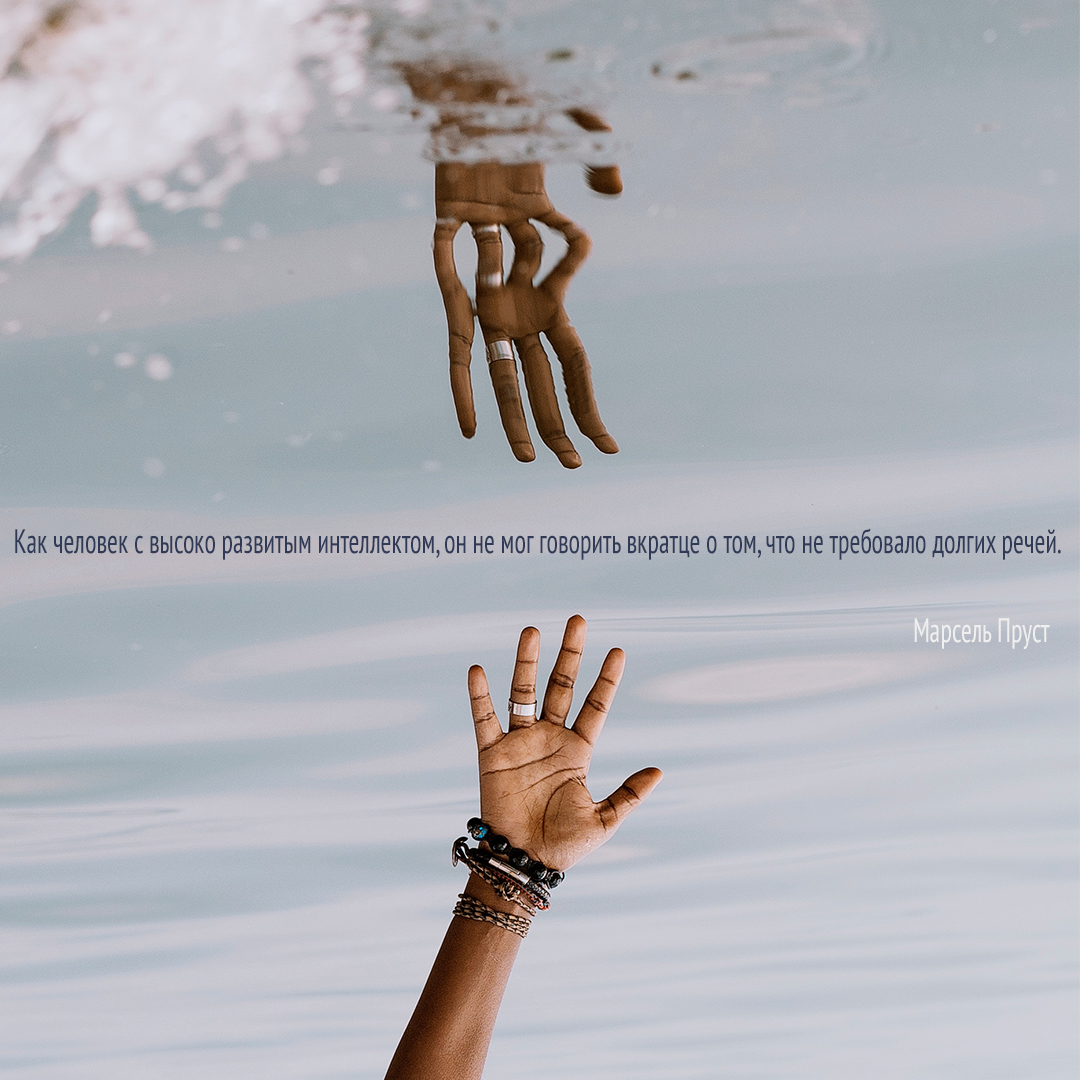 Как человек с высоко развитым интеллектом, он не мог говорить вкратце о том, что не требовало долгих речей.
Марсель Пруст